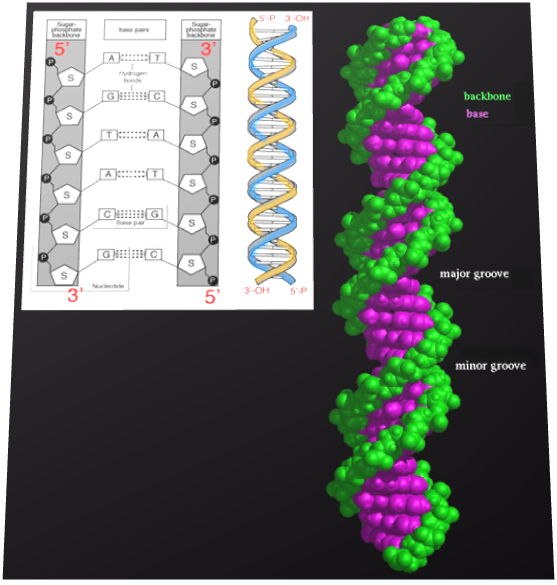 Sugar-
phosphate
backbone
base pairs
Sugar-
phosphate
backbone
5'
3'
5'-P 3'-OH
P
S
A T
S
P
Hydrogen
bonds
P
S
G C
S
P
P
S
T A
S
P
P
S
A T
S
P
P
S
C G
S
P
Base pair
P
S
G C
S
P
Nucleotide
3'
5'
3'-OH 5'-P
backbone
base
major groove
minor groove